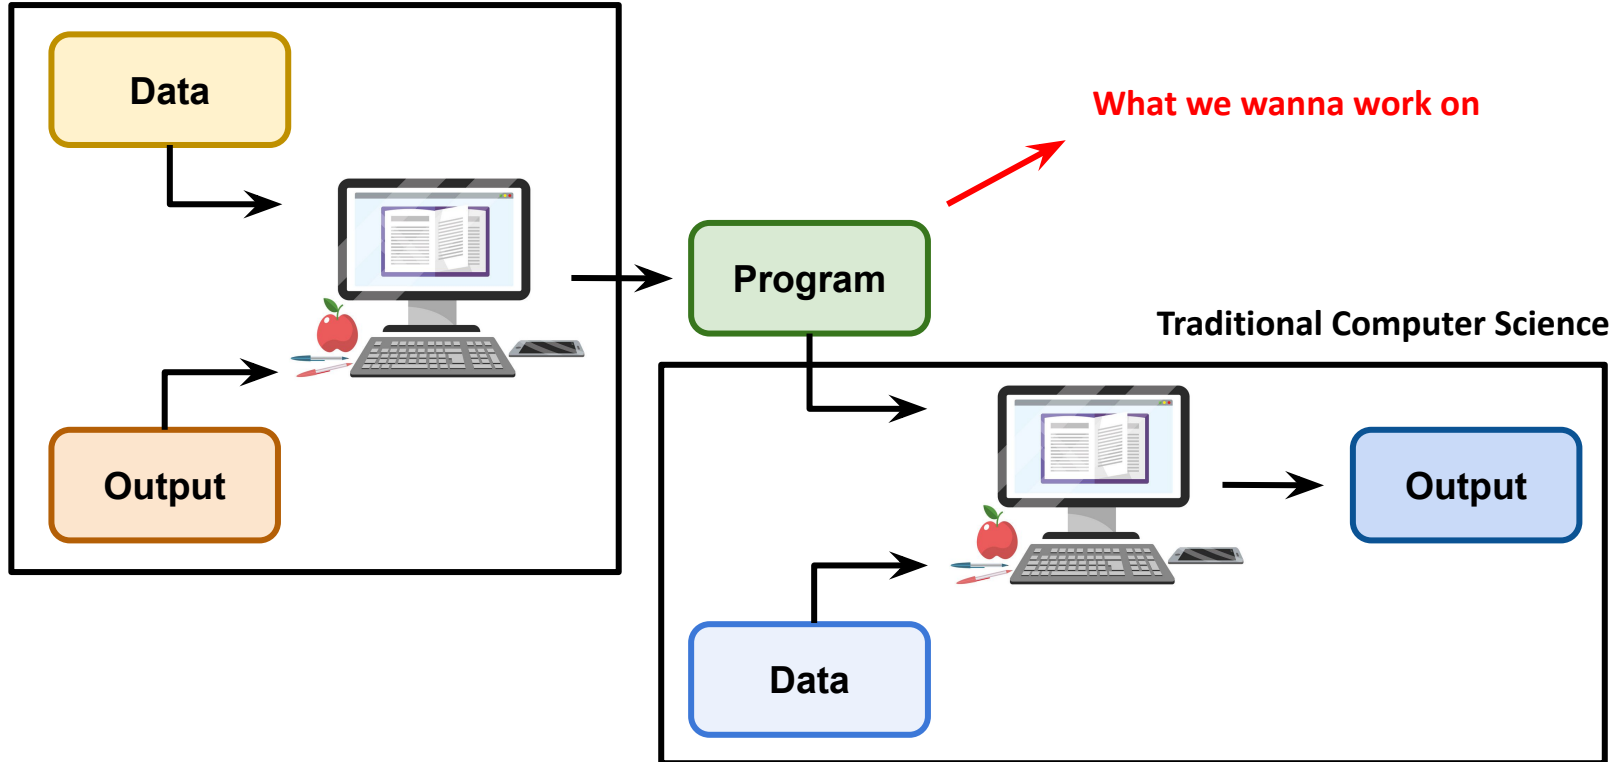 Data
What we wanna work on
Program
Traditional Computer Science
Output
Output
Data